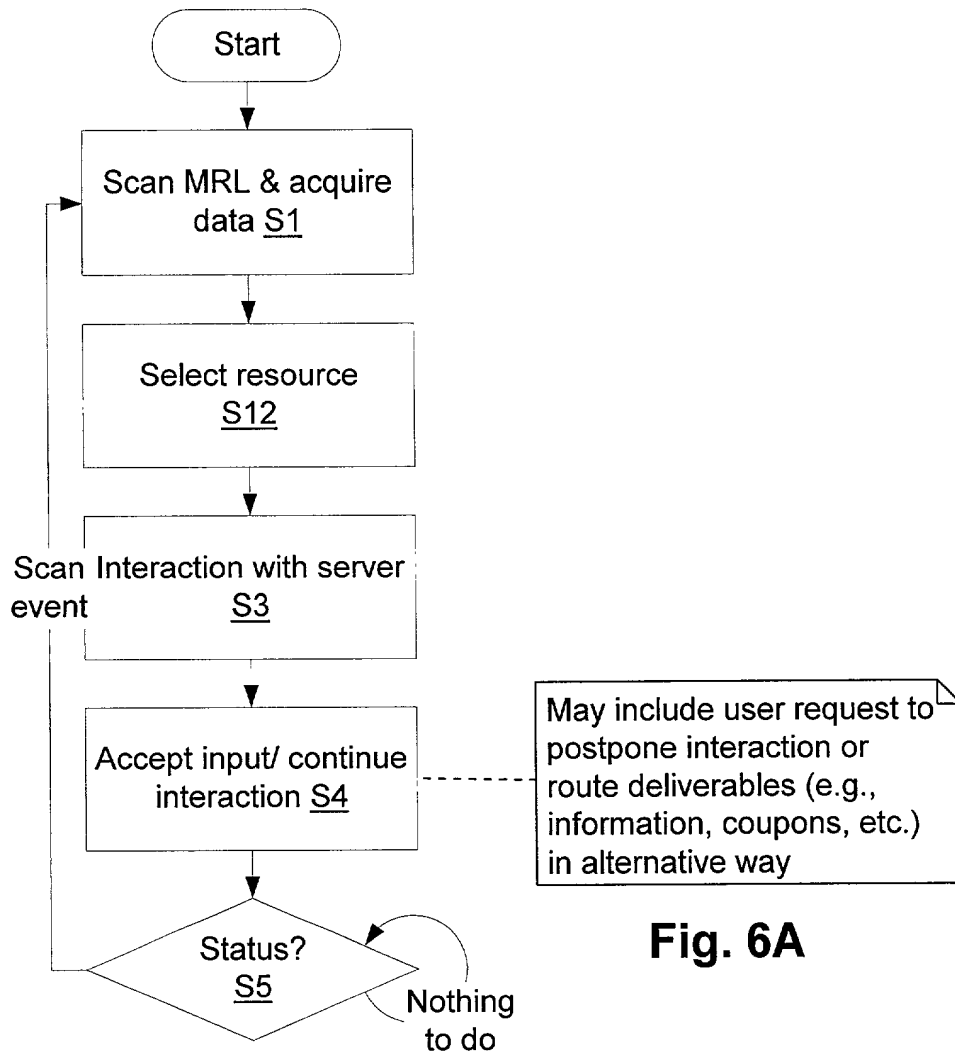 Start
Scan MRL & acquire
data S1
Select resource
S12
Scan
event
Interaction with server
S3
Accept input/ continue
interaction S4
May include user request to
postpone interaction or
route deliverables (e.g.,
information, coupons, etc.)
in alternative way
Status?
S5
Nothing
to do
Fig. 6A